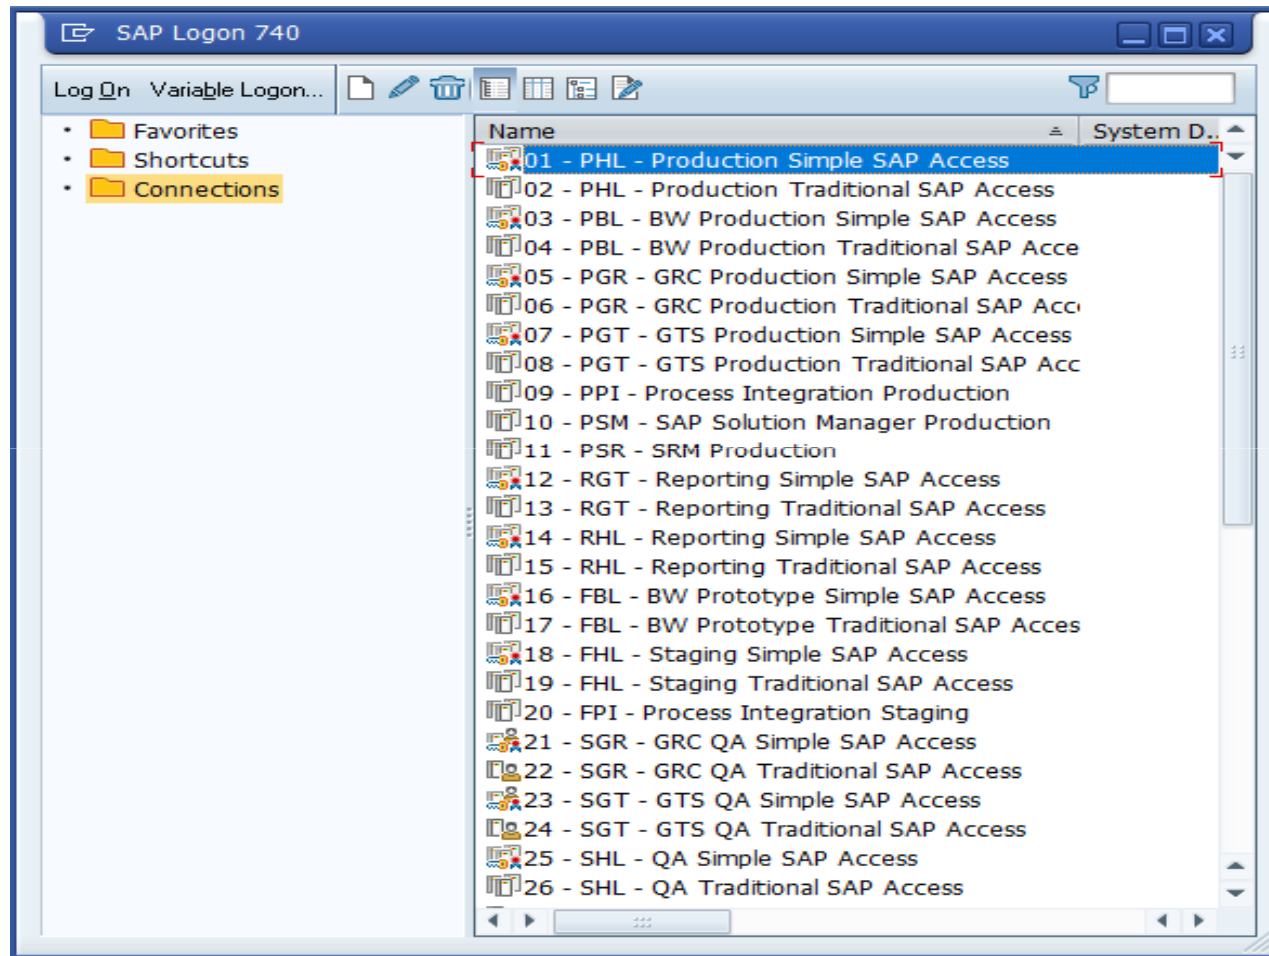 SAP Logon 740
Log On Variable Logon...
Favorites
Shortcuts
Connections
Name System D..
01 - PHL - Production Simple SAP Access
02 - PHL - Production Traditional SAP Access
03 - PBL - BW Production Simple SAP Access
04 - PBL - BW Production Traditional SAP Acce
05 - PGR - GRC Production Simple SAP Access
06 - PGR - GRC Production Traditional SAP Acc
07 - PGT - GTS Production Simple SAP Access
08 - PGT - GTS Production Traditional SAP Acc
09 - PPI - Process Integration Production
10 - PSM - SAP Solution Manager Production
11 - PSR - SRM Production
12 - RGT - Reporting Simple SAP Access
13 - RGT - Reporting Traditional SAP Access
14 - RHL - Reporting Simple SAP Access
15 - RHL - Reporting Traditional SAP Access
16 - FBL - BW Prototype Simple SAP Access
17 - FBL - BW Prototype Traditional SAP Acces
18 - FHL - Staging Simple SAP Access
19 - FHL - Staging Traditional SAP Access
20 - FPI - Process Integration Staging
21 - SGR - GRC QA Simple SAP Access
22 - SGR - GRC QA Traditional SAP Access
23 - SGT - GTS QA Simple SAP Access
24 - SGT - GTS QA Traditional SAP Access
25 - SHL - QA Simple SAP Access
26 - SHL - QA Traditional SAP Access